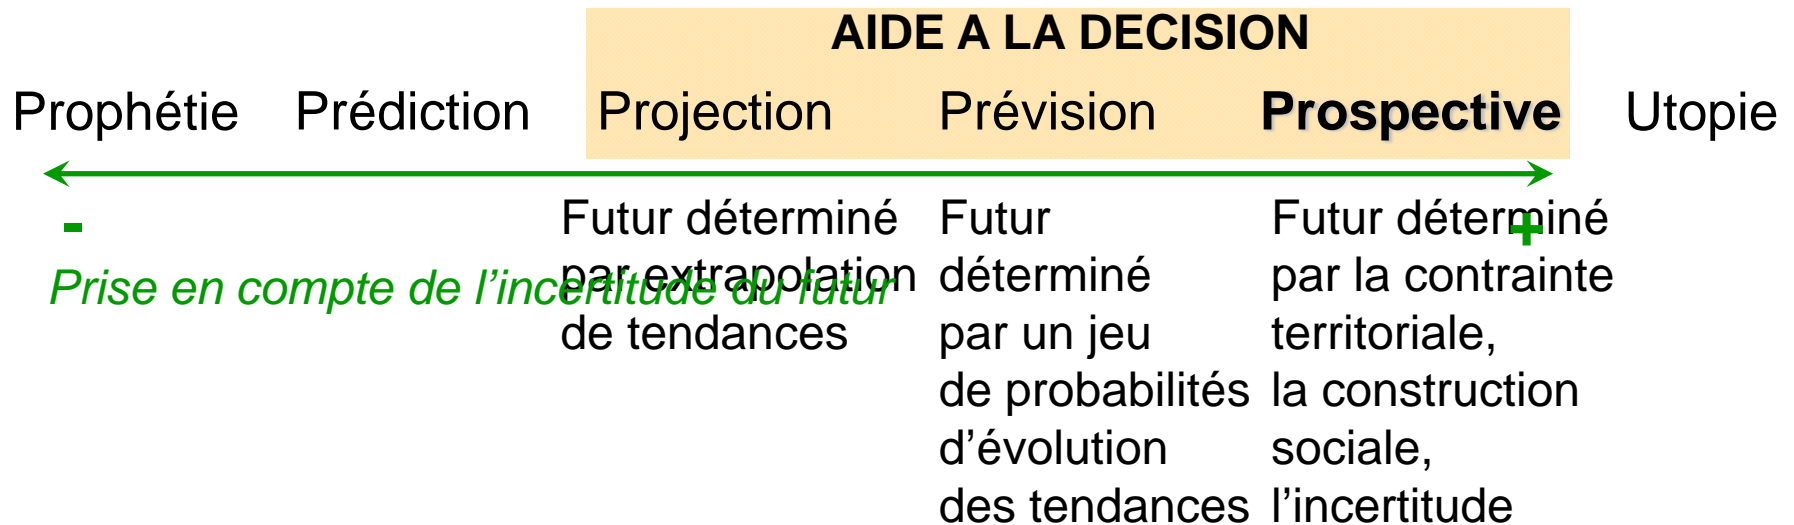 AIDE A LA DECISION
Prophétie Prédiction Projection Prévision Prospective Utopie
- +
Prise en compte de l’incertitude du futur
Futur déterminé
par extrapolation
de tendances
Futur
déterminé
par un jeu
de probabilités
d’évolution
des tendances
Futur déterminé
par la contrainte
territoriale,
la construction
sociale,
l’incertitude